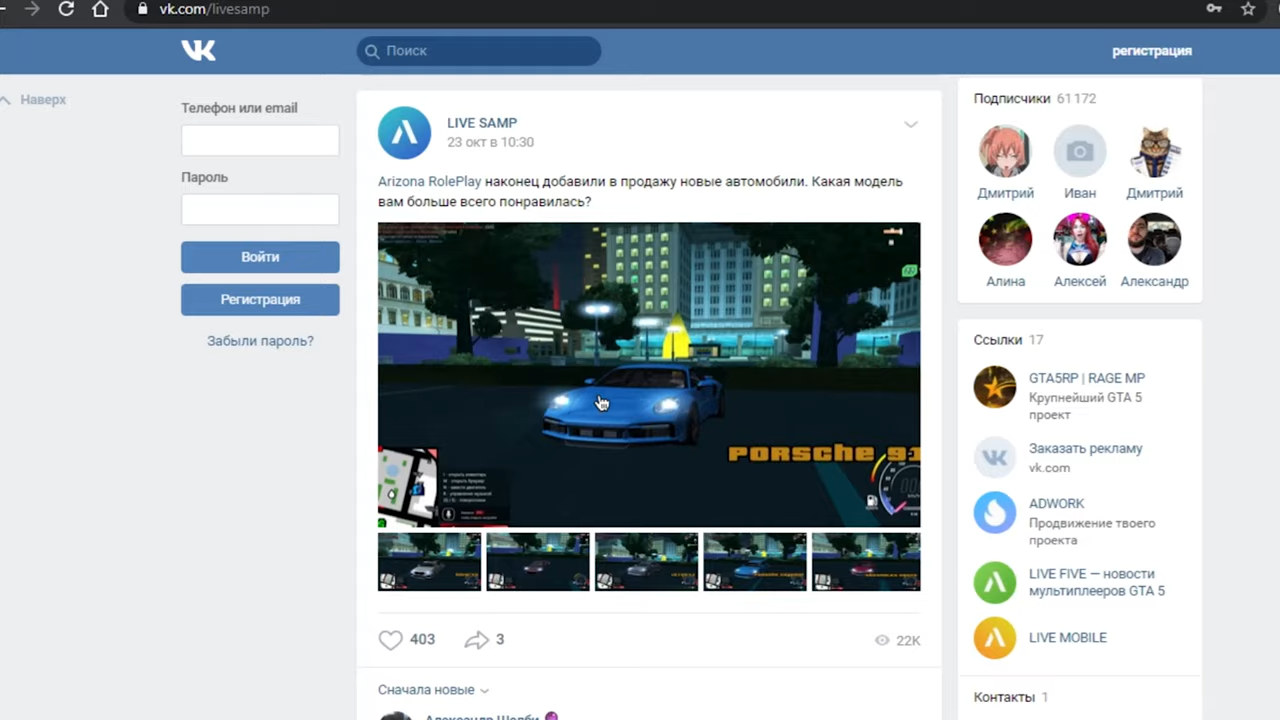 vk.com/livesamp
Поиск
регистрация
Наверх
Телефон или email
Пароль
Войти
Регистрация
Забыли пароль?
LIVE SAMP
23 окт в 10:30
Arizona RolePlay наконец добавили в продажу новые автомобили. Какая модель
вам больше всего понравилась?
PORSCHE 91
403
3
22K
Сначала новые
Александр Шелби
Подписчики 61 172
Дмитрий
Иван
Дмитрий
Алина
Алексей
Александр
Ссылки 17
GTA5RP | RAGE MP
Крупнейший GTA 5
проект
Заказать рекламу
vk.com
ADWORK
Продвижение твоего
проекта
LIVE FIVE — новости
мультиплееров GTA 5
LIVE MOBILE
Контакты 1